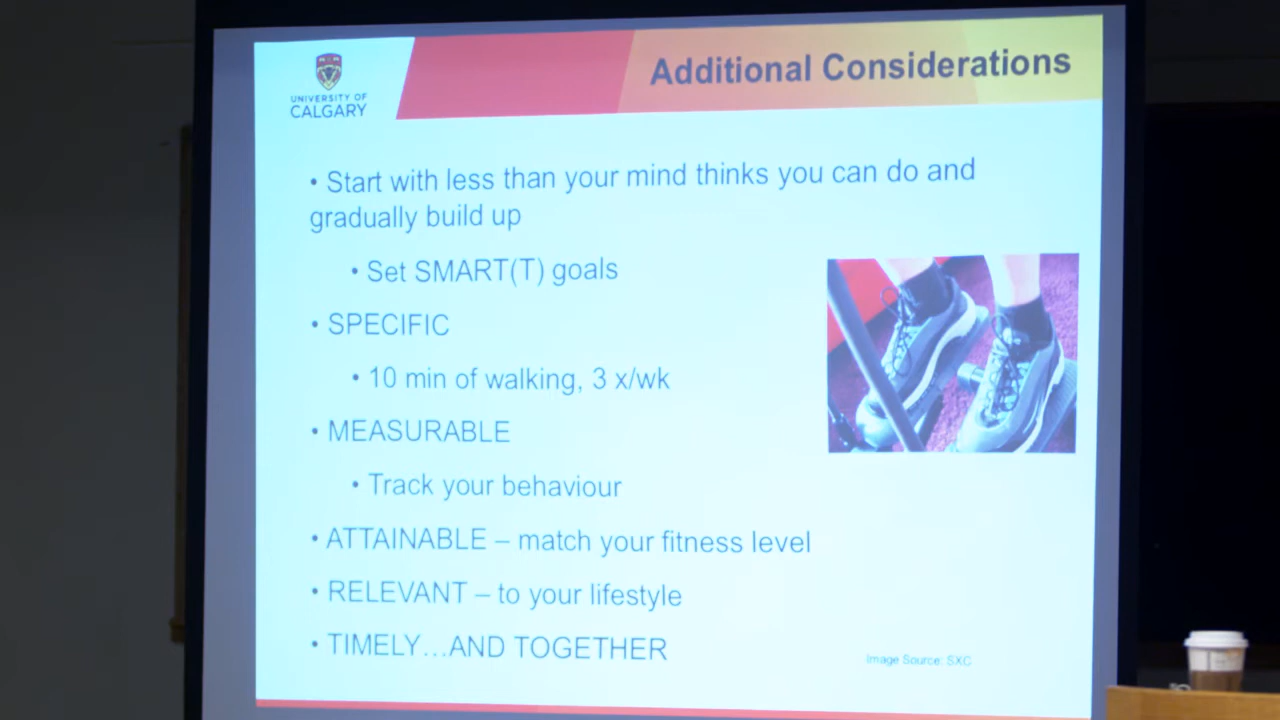 UNIVERSITY OF
CALGARY
Additional Considerations
• Start with less than your mind thinks you can do and
gradually build up
• Set SMART(T) goals
• SPECIFIC
• 10 min of walking, 3 x/wk
• MEASURABLE
• Track your behaviour
• ATTAINABLE – match your fitness level
• RELEVANT – to your lifestyle
• TIMELY…AND TOGETHER
Image Source: SXC